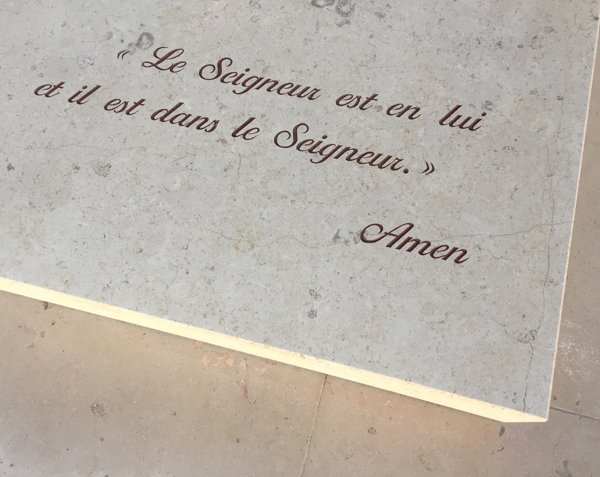 « Le Seigneur est en lui
et il est dans le Seigneur. »
Amen